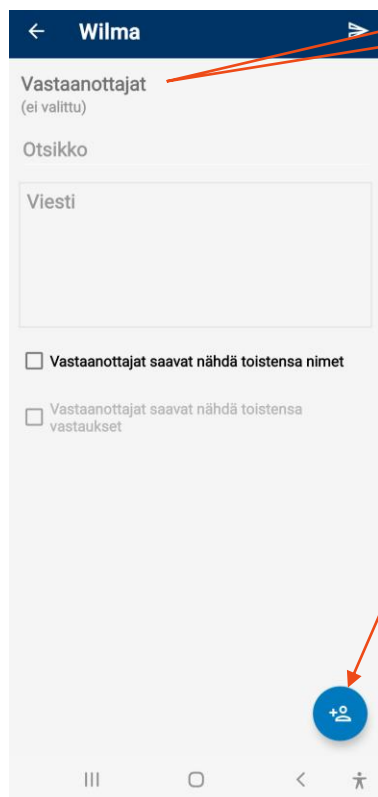 Wilma
Vastaanottajat
(ei valittu)
Otsikko
Viesti
Vastaanottajat saavat nähdä toistensa nimet
Vastaanottajat saavat nähdä toistensa
vastaukset